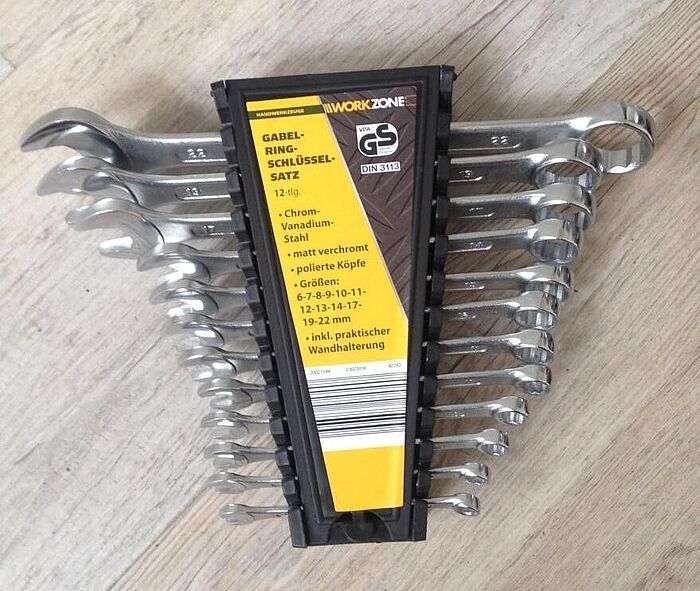 HANDWERKZEUGE
WORKZONE
GABEL-
RING-
SCHLÜSSEL-
SATZ
12-tlg.
VPA
GS
DIN 3113
• Chrom-
Vanadium-
Stahl
• matt verchromt
• polierte Köpfe
• Größen:
6-7-8-9-10-11-
12-13-14-17-
19-22 mm
• inkl. praktischer
Wandhalterung
22
22
19
19
17